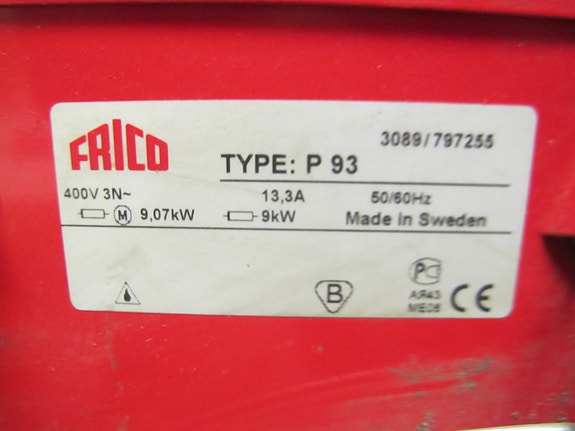 FRICO
3089/797255
TYPE: P 93
400V 3N~ 13,3A 50/60Hz
M 9,07kW 9kW Made in Sweden
B
P
AЯ43
ME06
CE